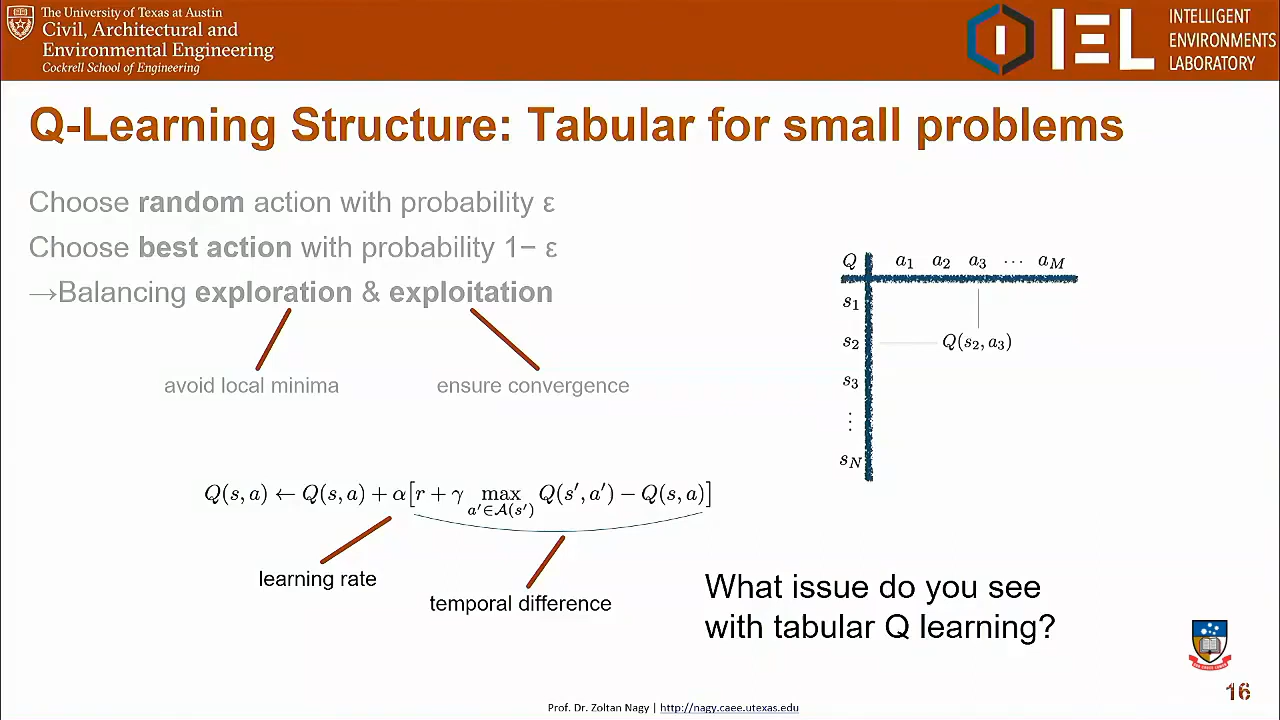 The University of Texas at Austin
Civil, Architectural and
Environmental Engineering
Cockrell School of Engineering
IEL
INTELLIGENT
ENVIRONMENTS
LABORATORY
Q-Learning Structure: Tabular for small problems
Choose random action with probability ε
Choose best action with probability 1− ε
→Balancing exploration & exploitation
avoid local minima
ensure convergence
Q a₁ a₂ a₃ ⋯ a_M
s₁
s₂ Q(s₂, a₃)
s₃
⋮
s_N
Q(s, a) ← Q(s, a) + α[r + γ max_{a′∈𝒜(s′)} Q(s′, a′) − Q(s, a)]
learning rate
temporal difference
What issue do you see
with tabular Q learning?
16
Prof. Dr. Zoltan Nagy | http://nagy.caee.utexas.edu